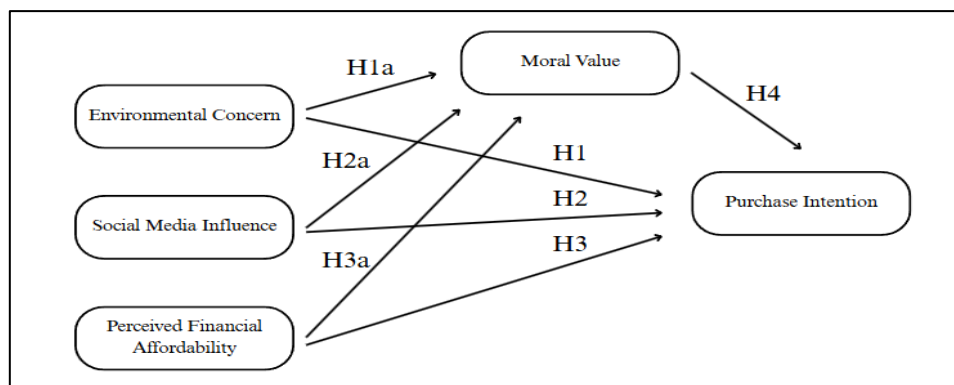 Moral Value
H1a
H4
Environmental Concern
H1
H2a
H2
Purchase Intention
Social Media Influence
H3
H3a
Perceived Financial
Affordability